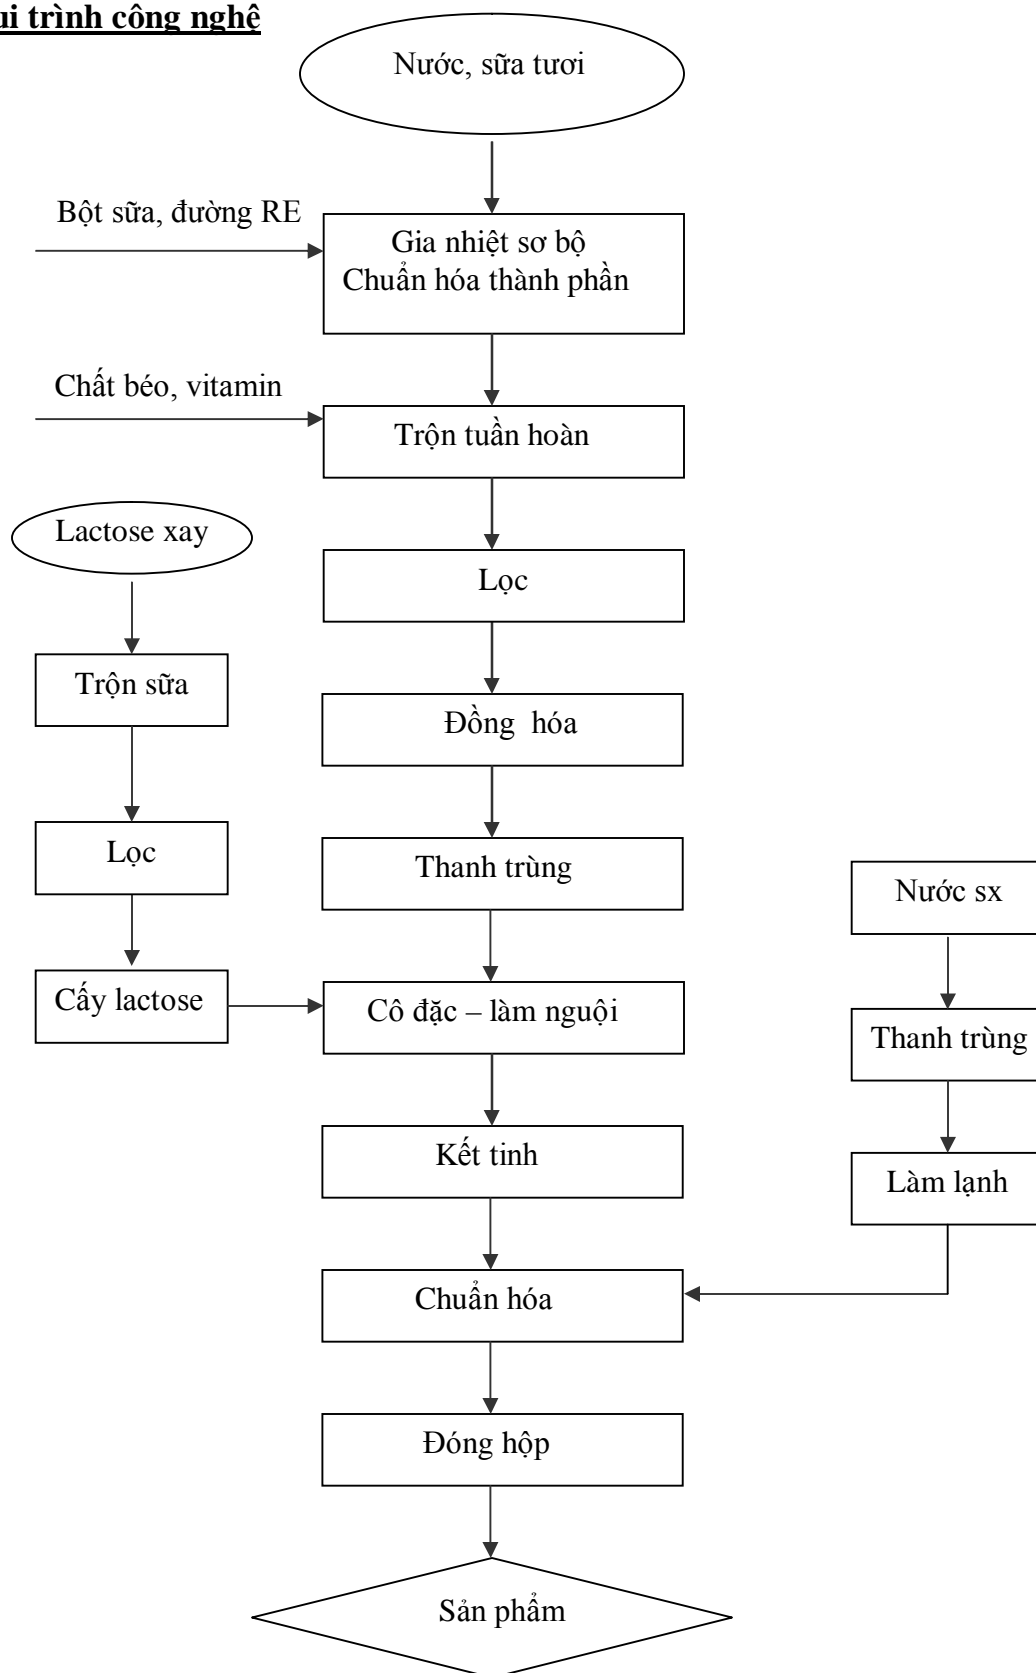 ui trình công nghệ
Nước, sữa tươi
Bột sữa, đường RE
Gia nhiệt sơ bộ
Chuẩn hóa thành phần
Chất béo, vitamin
Trộn tuần hoàn
Lactose xay
Lọc
Trộn sữa
Đồng hóa
Lọc
Thanh trùng
Nước sx
Cấy lactose
Cô đặc – làm nguội
Thanh trùng
Kết tinh
Làm lạnh
Chuẩn hóa
Đóng hộp
Sản phẩm